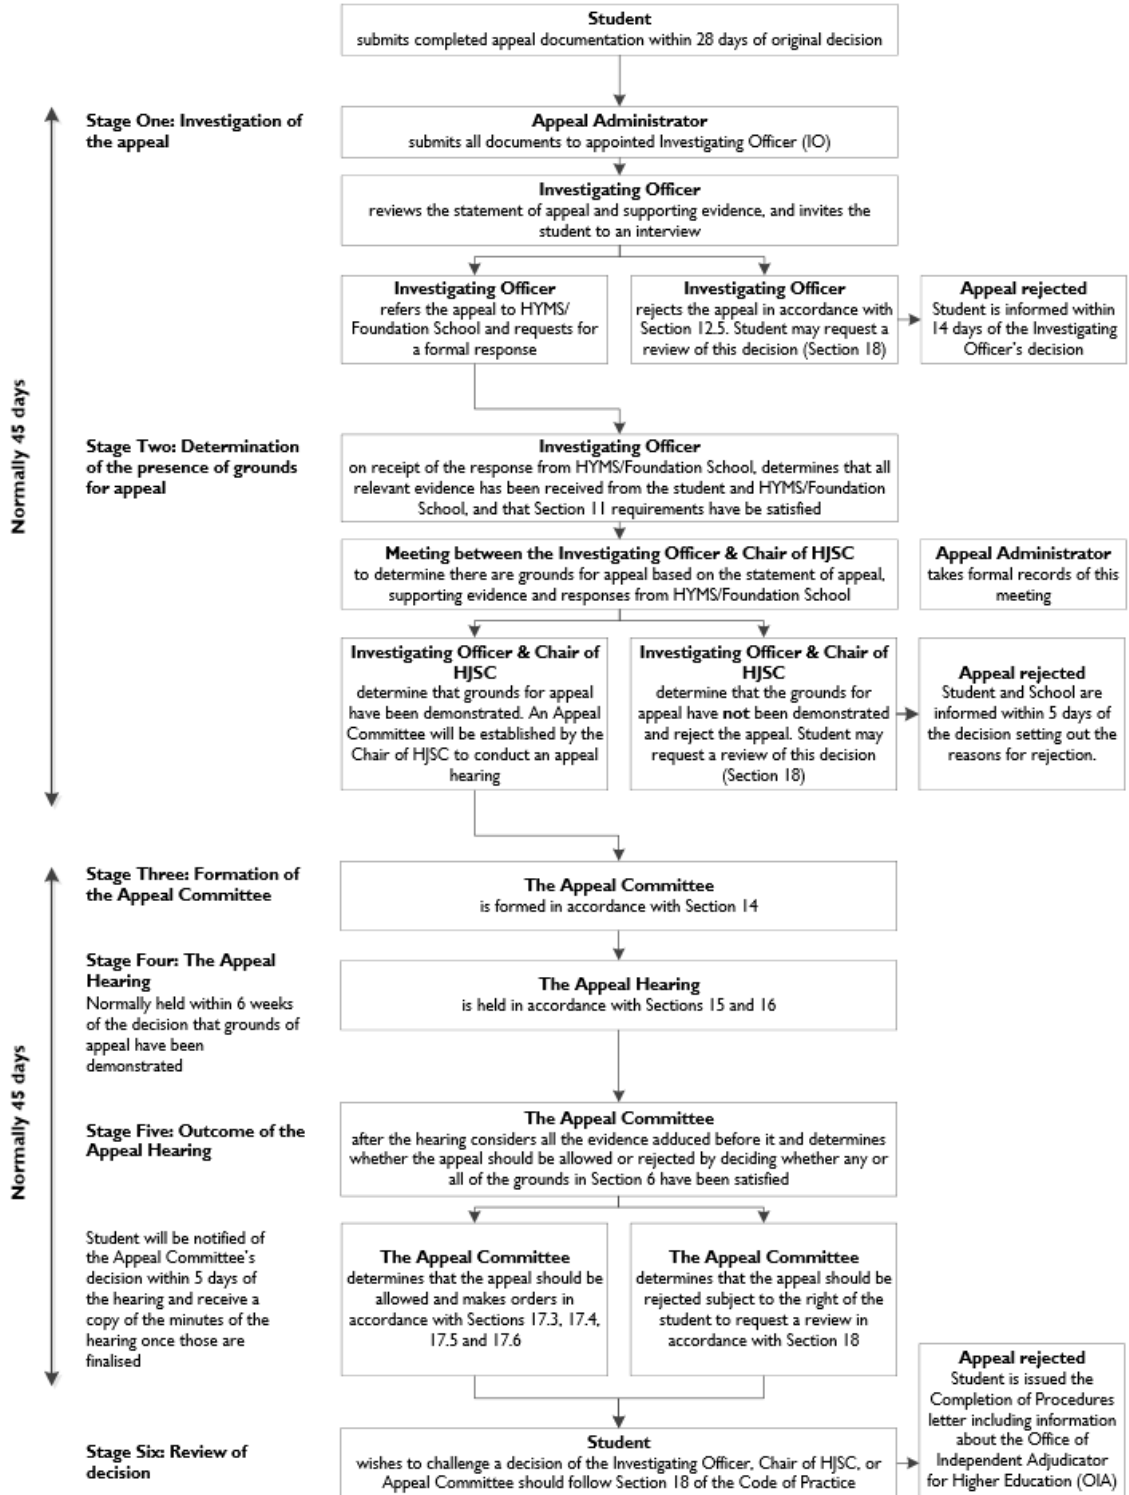 Student
submits completed appeal documentation within 28 days of original decision
Stage One: Investigation of
the appeal
Appeal Administrator
submits all documents to appointed Investigating Officer (IO)
Investigating Officer
reviews the statement of appeal and supporting evidence, and invites the
student to an interview
Investigating Officer
refers the appeal to HYMS/
Foundation School and requests for
a formal response
Investigating Officer
rejects the appeal in accordance with
Section 12.5. Student may request a
review of this decision (Section 18)
Appeal rejected
Student is informed within
14 days of the Investigating
Officer's decision
Normally 45 days
Stage Two: Determination
of the presence of grounds
for appeal
Investigating Officer
on receipt of the response from HYMS/Foundation School, determines that all
relevant evidence has been received from the student and HYMS/Foundation
School, and that Section 11 requirements have be satisfied
Meeting between the Investigating Officer & Chair of HJSC
to determine there are grounds for appeal based on the statement of appeal,
supporting evidence and responses from HYMS/Foundation School
Appeal Administrator
takes formal records of this
meeting
Investigating Officer & Chair of
HJSC
determine that grounds for appeal
have been demonstrated. An Appeal
Committee will be established by the
Chair of HJSC to conduct an appeal
hearing
Investigating Officer & Chair of
HJSC
determine that the grounds for
appeal have not been demonstrated
and reject the appeal. Student may
request a review of this decision
(Section 18)
Appeal rejected
Student and School are
informed within 5 days of
the decision setting out the
reasons for rejection.
Stage Three: Formation of
the Appeal Committee
The Appeal Committee
is formed in accordance with Section 14
Stage Four: The Appeal
Hearing
Normally held within 6 weeks
of the decision that grounds of
appeal have been
demonstrated
The Appeal Hearing
is held in accordance with Sections 15 and 16
Normally 45 days
Stage Five: Outcome of the
Appeal Hearing
The Appeal Committee
after the hearing considers all the evidence adduced before it and determines
whether the appeal should be allowed or rejected by deciding whether any or
all of the grounds in Section 6 have been satisfied
Student will be notified of
the Appeal Committee's
decision within 5 days of
the hearing and receive a
copy of the minutes of the
hearing once those are
finalised
The Appeal Committee
determines that the appeal should be
allowed and makes orders in
accordance with Sections 17.3, 17.4,
17.5 and 17.6
The Appeal Committee
determines that the appeal should be
rejected subject to the right of the
student to request a review in
accordance with Section 18
Stage Six: Review of
decision
Student
wishes to challenge a decision of the Investigating Officer, Chair of HJSC, or
Appeal Committee should follow Section 18 of the Code of Practice
Appeal rejected
Student is issued the
Completion of Procedures
letter including information
about the Office of
Independent Adjudicator
for Higher Education (OIA)